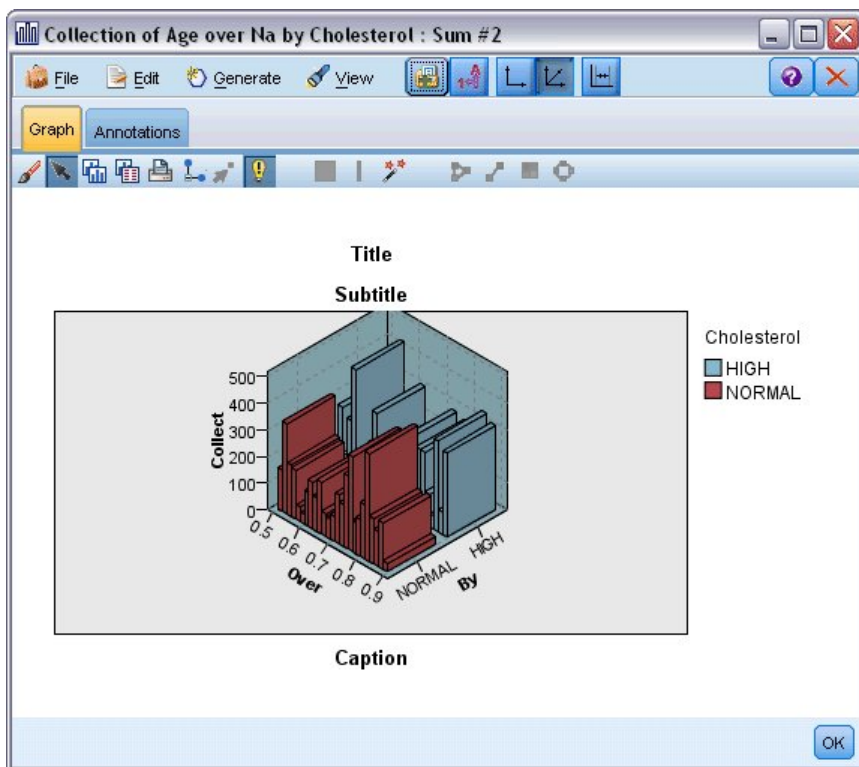 Collection of Age over Na by Cholesterol : Sum #2
File Edit Generate View
Graph Annotations
Title
Subtitle
Cholesterol
HIGH
NORMAL
500
400
300
200
100
0
Collect
0.5 0.6 0.7 0.8 0.9
Over
NORMAL HIGH
By
Caption
OK